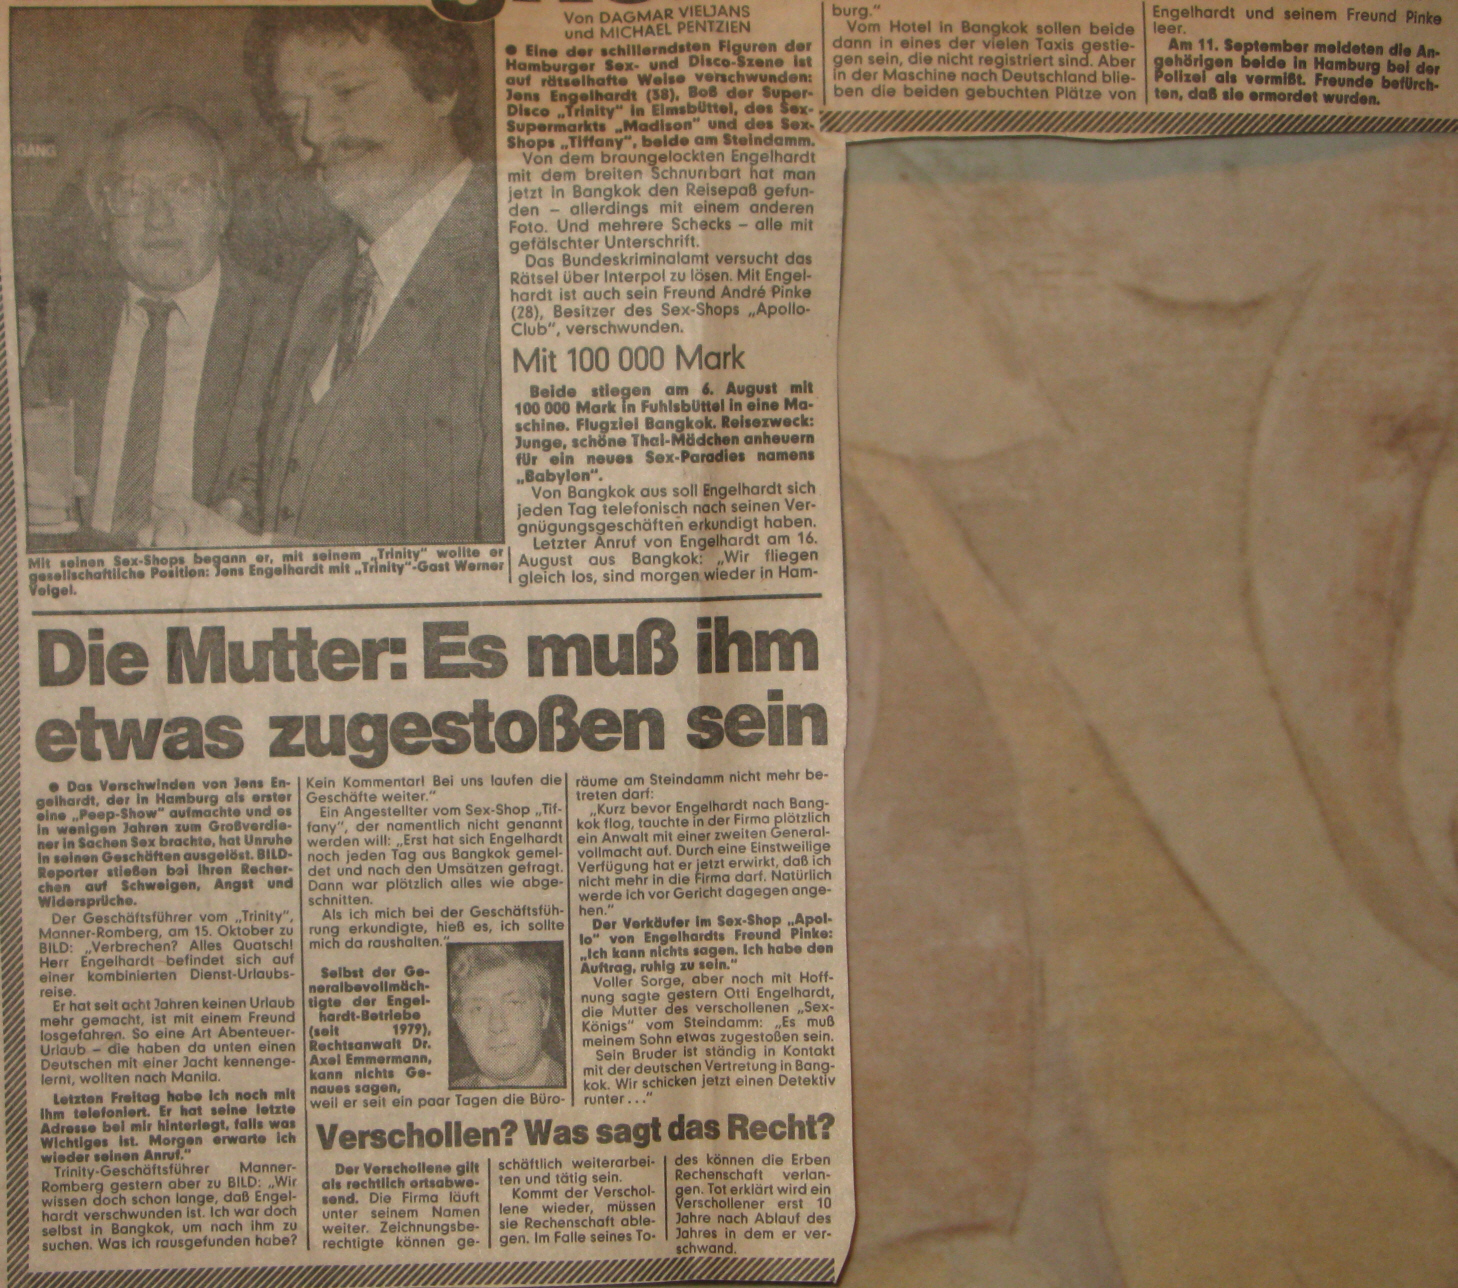 GANG
Von DAGMAR VIELJANS
und MICHAEL PENTZIEN
● Eine der schillerndsten Figuren der
Hamburger Sex- und Disco-Szene ist
auf rätselhafte Weise verschwunden:
Jens Engelhardt (38), Boß der Super-
Disco „Trinity“ in Eimsbüttel, des Sex-
Supermarkts „Madison“ und des Sex-
Shops „Tiffany“, beide am Steindamm.
Von dem braungelockten Engelhardt
mit dem breiten Schnurrbart hat man
jetzt in Bangkok den Reisepaß gefun-
den – allerdings mit einem anderen
Foto. Und mehrere Schecks – alle mit
gefälschter Unterschrift.
Das Bundeskriminalamt versucht das
Rätsel über Interpol zu lösen. Mit Engel-
hardt ist auch sein Freund André Pinke
(28), Besitzer des Sex-Shops „Apollo-
Club“, verschwunden.
Mit 100 000 Mark
Beide stiegen am 6. August mit
100 000 Mark in Fuhlsbüttel in eine Ma-
schine. Flugziel Bangkok. Reisezweck:
Junge, schöne Thai-Mädchen anheuern
für ein neues Sex-Paradies namens
„Babylon“.
Von Bangkok aus soll Engelhardt sich
jeden Tag telefonisch nach seinen Ver-
gnügungsgeschäften erkundigt haben.
Letzter Anruf von Engelhardt am 16.
August aus Bangkok: „Wir fliegen
gleich los, sind morgen wieder in Ham-
burg.“
Vom Hotel in Bangkok sollen beide
dann in eines der vielen Taxis gestie-
gen sein, die nicht registriert sind. Aber
in der Maschine nach Deutschland blie-
ben die beiden gebuchten Plätze von
Engelhardt und seinem Freund Pinke
leer.
Am 11. September meldeten die An-
gehörigen beide in Hamburg bei der
Polizei als vermißt. Freunde befürch-
ten, daß sie ermordet wurden.
Mit seinen Sex-Shops begann er, mit seinem „Trinity“ wollte er
gesellschaftliche Position: Jens Engelhardt mit „Trinity“-Gast Werner
Veigel.
Die Mutter: Es muß ihm
etwas zugestoßen sein
● Das Verschwinden von Jens En-
gelhardt, der in Hamburg als erster
eine „Peep-Show“ aufmachte und es
in wenigen Jahren zum Großverdie-
ner in Sachen Sex brachte, hat Unruhe
in seinen Geschäften ausgelöst. BILD-
Reporter stießen bei ihren Recher-
chen auf Schweigen, Angst und
Widersprüche.
Der Geschäftsführer vom „Trinity“,
Manner-Romberg, am 15. Oktober zu
BILD: „Verbrechen? Alles Quatsch!
Herr Engelhardt befindet sich auf
einer kombinierten Dienst-Urlaubs-
reise.
Er hat seit acht Jahren keinen Urlaub
mehr gemacht, ist mit einem Freund
losgefahren. So eine Art Abenteuer-
Urlaub – die haben da unten einen
Deutschen mit einer Jacht kennenge-
lernt, wollten nach Manila.
Letzten Freitag habe ich noch mit
ihm telefoniert. Er hat seine letzte
Adresse bei mir hinterlegt, falls was
Wichtiges ist. Morgen erwarte ich
wieder seinen Anruf.“
Trinity-Geschäftsführer Manner-
Romberg gestern aber zu BILD: „Wir
wissen doch schon lange, daß Engel-
hardt verschwunden ist. Ich war doch
selbst in Bangkok, um nach ihm zu
suchen. Was ich rausgefunden habe?
Kein Kommentar! Bei uns laufen die
Geschäfte weiter.“
Ein Angestellter vom Sex-Shop „Tif-
fany“, der namentlich nicht genannt
werden will: „Erst hat sich Engelhardt
noch jeden Tag aus Bangkok gemel-
det und nach den Umsätzen gefragt.
Dann war plötzlich alles wie abge-
schnitten.
Als ich mich bei der Geschäftsfüh-
rung erkundigte, hieß es, ich sollte
mich da raushalten.“
Selbst der Ge-
neralbevollmäch-
tigte der Engel-
hardt-Betriebe
(seit 1979),
Rechtsanwalt Dr.
Axel Emmermann,
kann nichts Ge-
naues sagen,
weil er seit ein paar Tagen die Büro-
räume am Steindamm nicht mehr be-
treten darf:
„Kurz bevor Engelhardt nach Bang-
kok flog, tauchte in der Firma plötzlich
ein Anwalt mit einer zweiten General-
vollmacht auf. Durch eine Einstweilige
Verfügung hat er jetzt erwirkt, daß ich
nicht mehr in die Firma darf. Natürlich
werde ich vor Gericht dagegen ange-
hen.“
Der Verkäufer im Sex-Shop „Apol-
lo“ von Engelhardts Freund Pinke:
„Ich kann nichts sagen. Ich habe den
Auftrag, ruhig zu sein.“
Voller Sorge, aber noch mit Hoff-
nung sagte gestern Otti Engelhardt,
die Mutter des verschollenen „Sex-
Königs“ vom Steindamm: „Es muß
meinem Sohn etwas zugestoßen sein.
Sein Bruder ist ständig in Kontakt
mit der deutschen Vertretung in Bang-
kok. Wir schicken jetzt einen Detektiv
runter . . .“
Verschollen? Was sagt das Recht?
Der Verschollene gilt
als rechtlich ortsabwe-
send. Die Firma läuft
unter seinem Namen
weiter. Zeichnungsbe-
rechtigte können ge-
schäftlich weiterarbei-
ten und tätig sein.
Kommt der Verschol-
lene wieder, müssen
sie Rechenschaft able-
gen. Im Falle seines To-
des können die Erben
Rechenschaft verlan-
gen. Tot erklärt wird ein
Verschollener erst 10
Jahre nach Ablauf des
Jahres in dem er ver-
schwand.